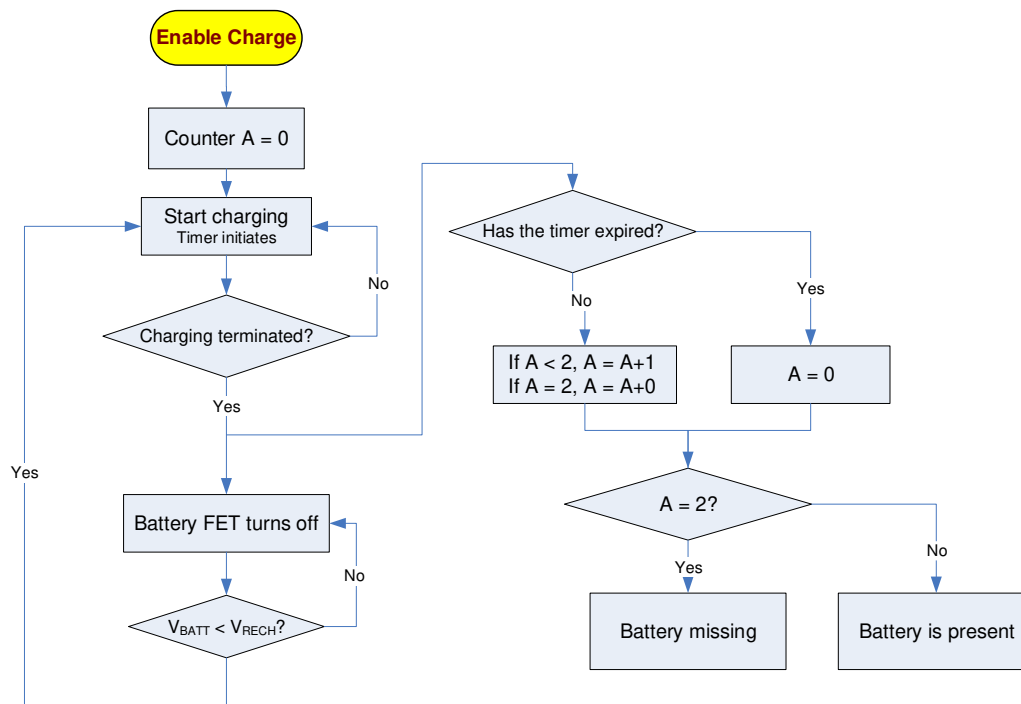 Enable Charge
Counter A = 0
Start charging
Timer initiates
No
Charging terminated?
Yes
Yes
Battery FET turns off
No
VBATT < VRECH?
Has the timer expired?
No
Yes
If A < 2, A = A+1
If A = 2, A = A+0
A = 0
A = 2?
Yes
No
Battery missing
Battery is present